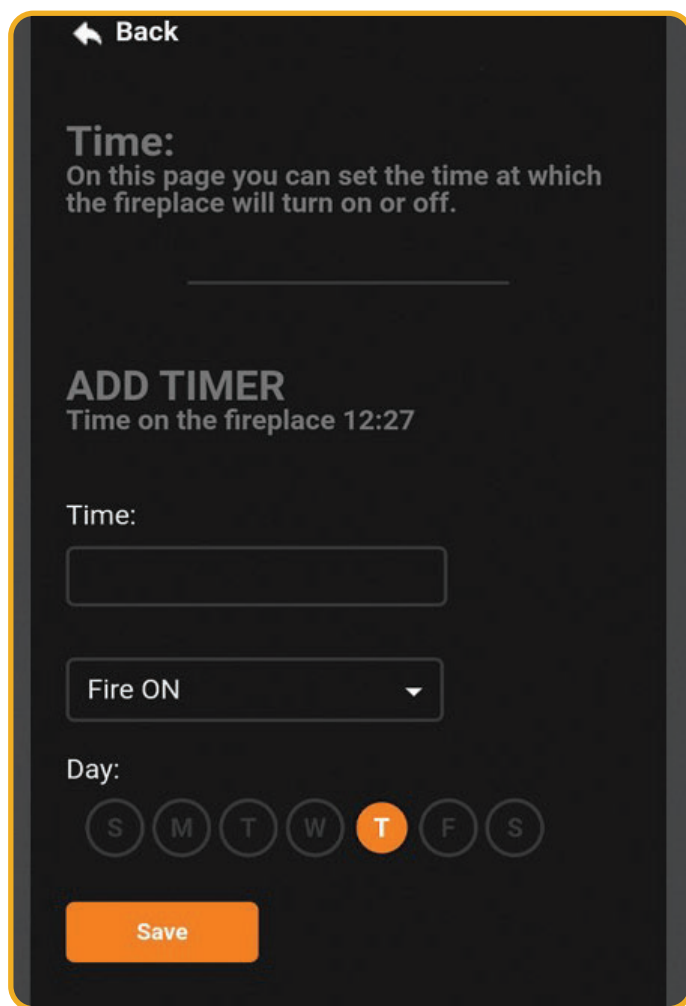 Back
Time:
On this page you can set the time at which
the fireplace will turn on or off.
ADD TIMER
Time on the fireplace 12:27
Time:
Fire ON
Day:
S M T W T F S
Save